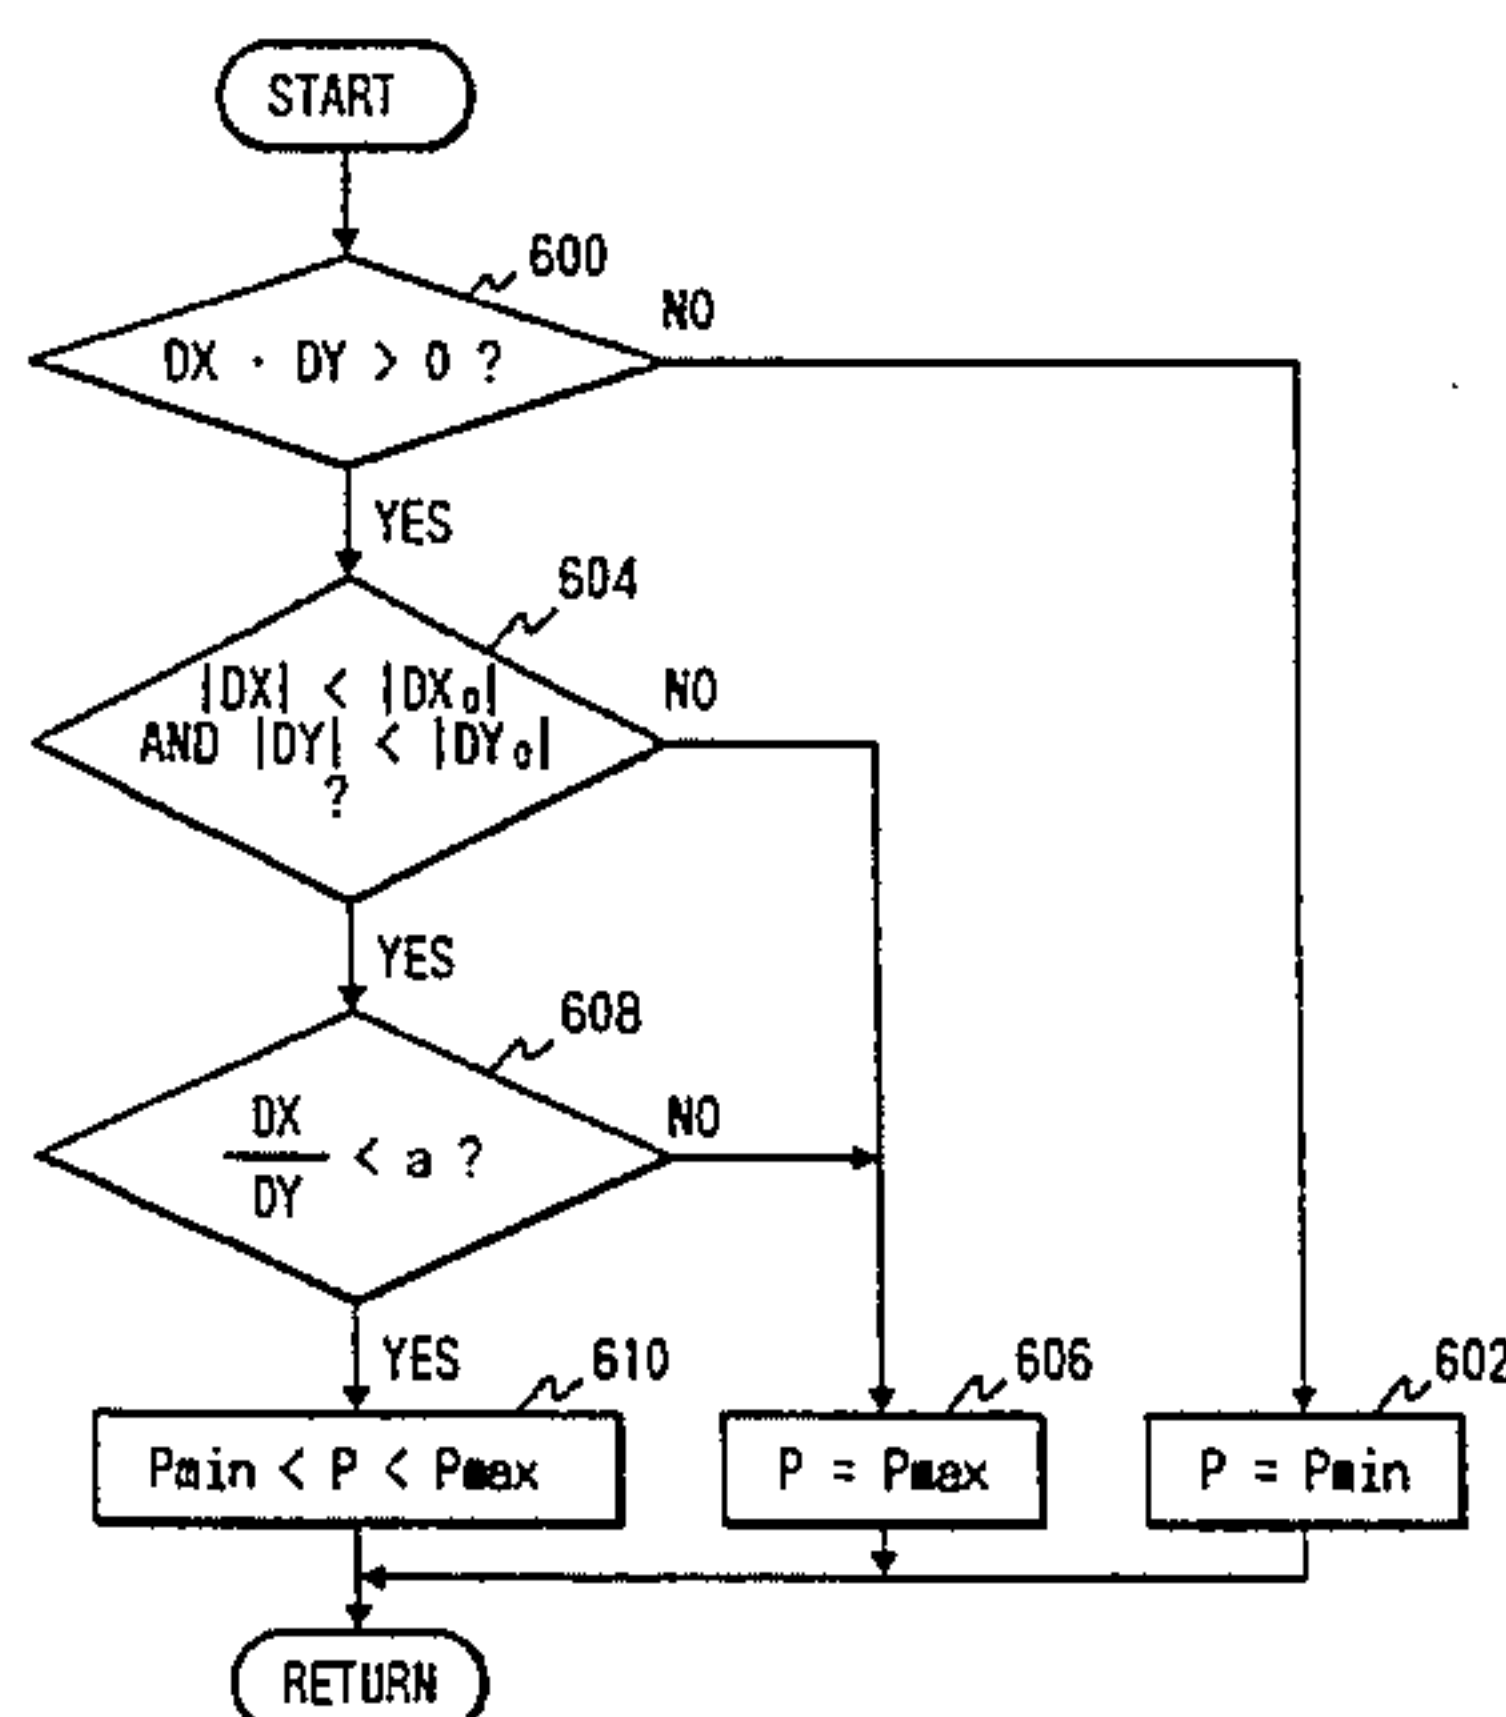 START
600
NO
DX · DY > 0 ?
YES
604
|DX| < |DX₀|
NO
AND |DY| < |DY₀|
?
YES
608
DX
NO
< a ?
DY
YES
610
606
602
Pmin < P < Pmax
P = Pmax
P = Pmin
RETURN